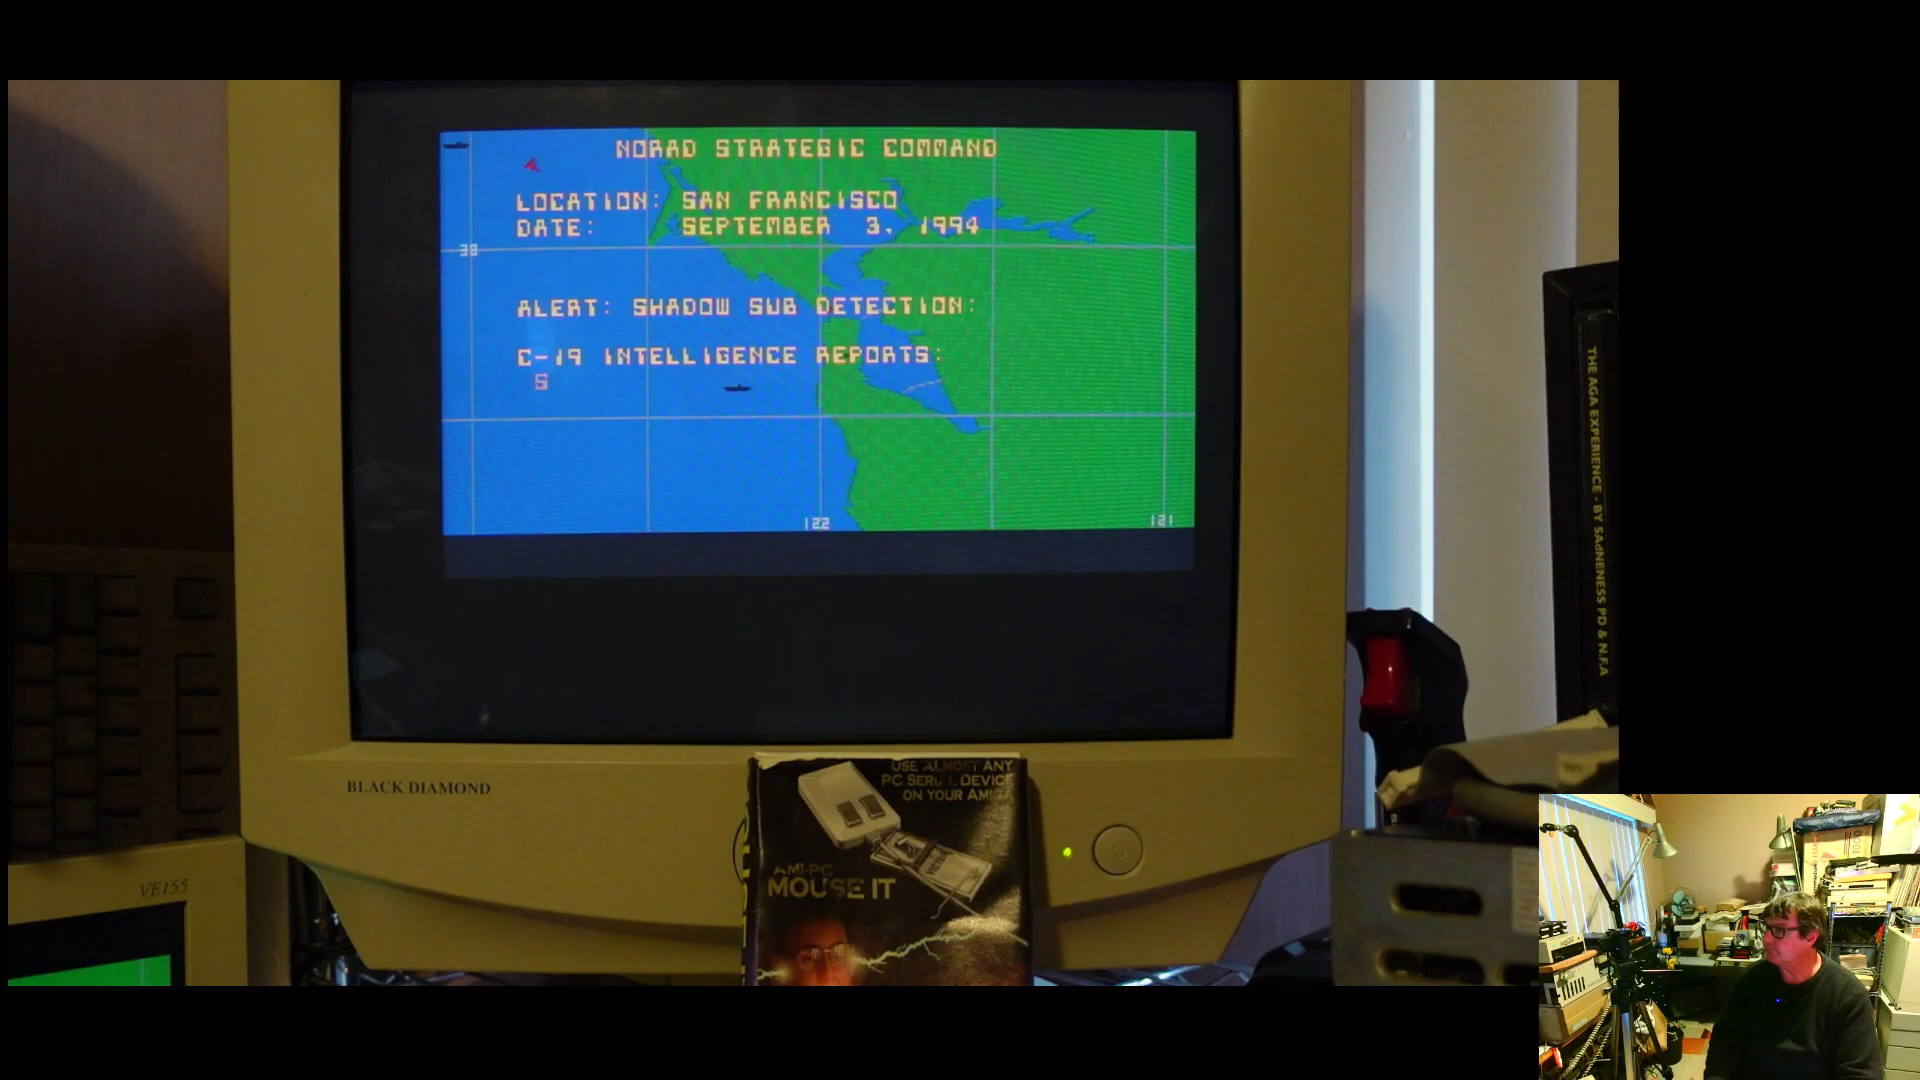 NORAD STRATEGIC COMMAND
LOCATION: SAN FRANCISCO
DATE: SEPTEMBER 3, 1994
38
ALERT: SHADOW SUB DETECTION:
C-19 INTELLIGENCE REPORTS:
S
122
121
THE AGA EXPERIENCE - BY SAdNESS PD & N.F.A
BLACK DIAMOND
USE ALMOST ANY
PC SERIAL DEVICE
ON YOUR AMIGA
AMI-PC
MOUSE IT
VE155